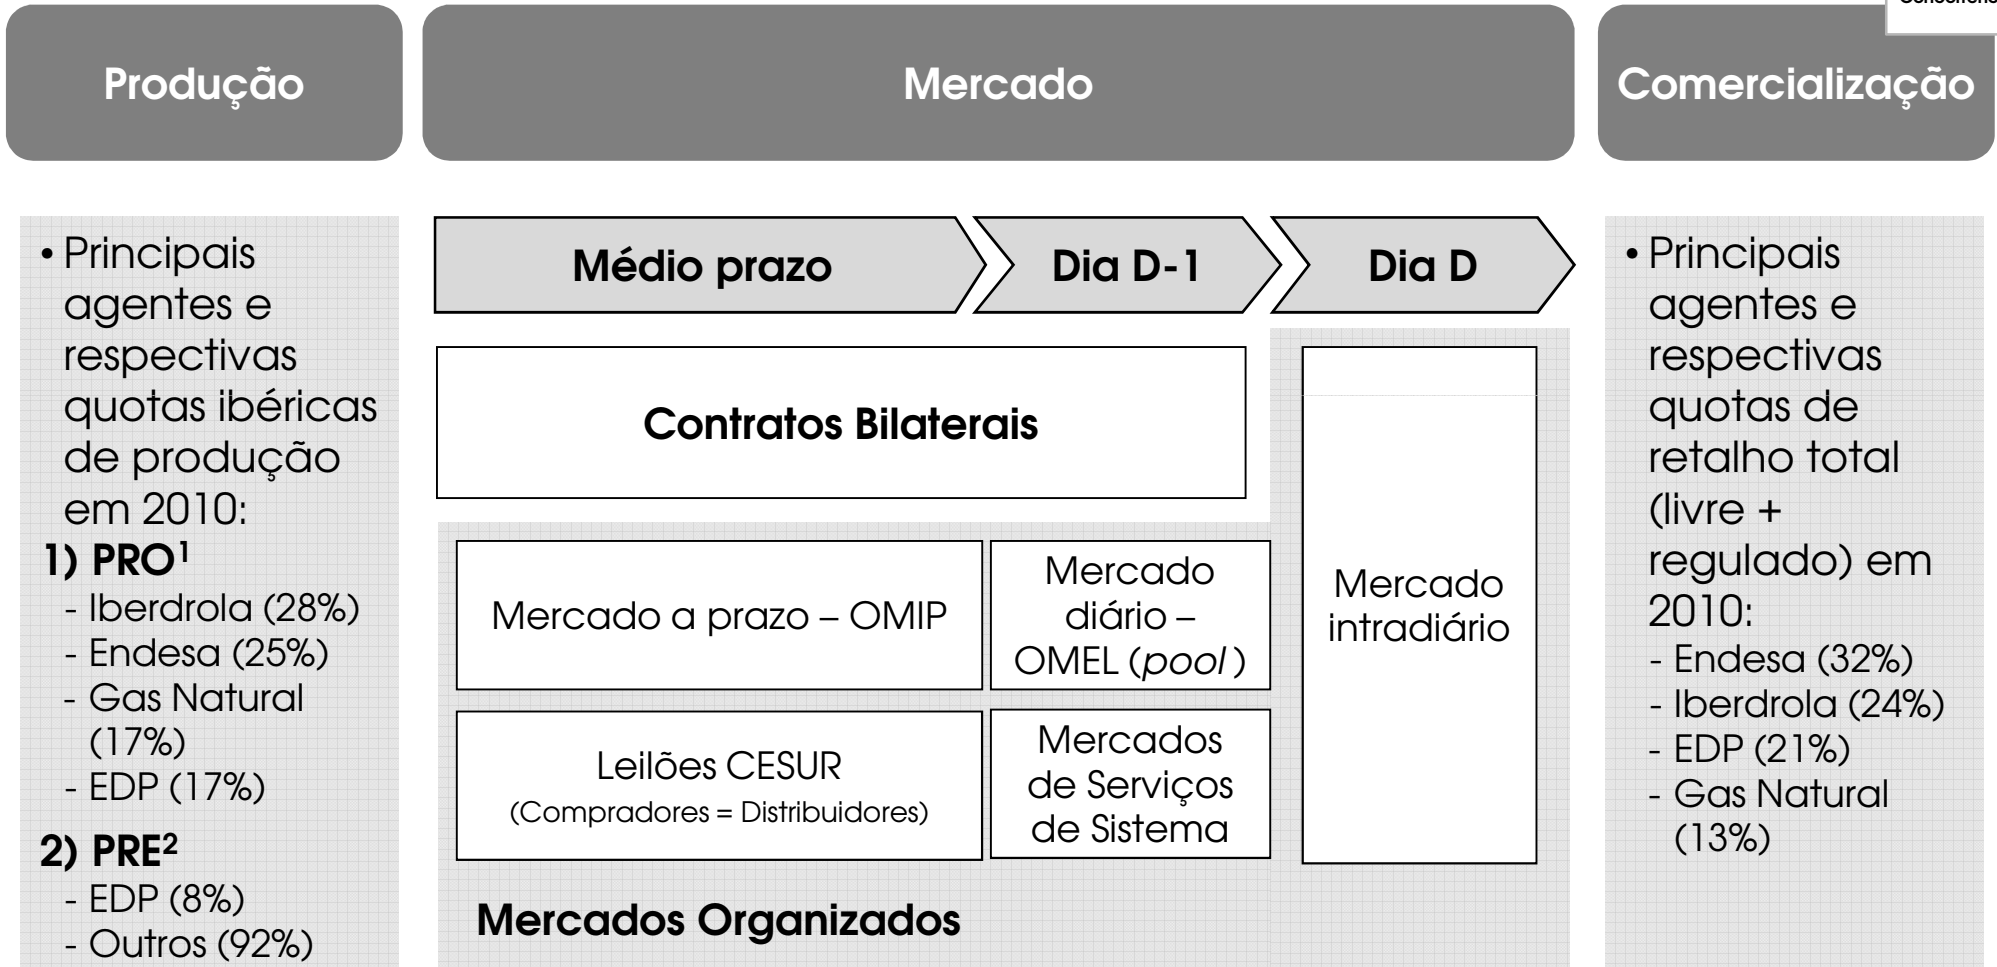 Produção
Mercado
Comercialização
• Principais
agentes e
respectivas
quotas ibéricas
de produção
em 2010:
1) PRO¹
- Iberdrola (28%)
- Endesa (25%)
- Gas Natural
(17%)
- EDP (17%)
2) PRE²
- EDP (8%)
- Outros (92%)
Médio prazo
Dia D-1
Dia D
Contratos Bilaterais
Mercado a prazo – OMIP
Mercado
diário –
OMEL (pool)
Leilões CESUR
(Compradores = Distribuidores)
Mercados
de Serviços
de Sistema
Mercado
intradiário
Mercados Organizados
• Principais
agentes e
respectivas
quotas de
retalho total
(livre +
regulado) em
2010:
- Endesa (32%)
- Iberdrola (24%)
- EDP (21%)
- Gas Natural
(13%)